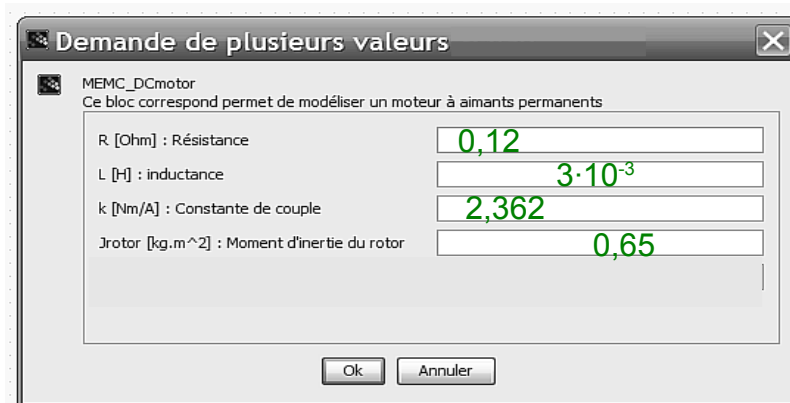 Demande de plusieurs valeurs
MEMC_DCmotor
Ce bloc correspond permet de modéliser un moteur à aimants permanents
R [Ohm] : Résistance 0,12
L [H] : inductance 3·10⁻³
k [Nm/A] : Constante de couple 2,362
Jrotor [kg.m^2] : Moment d'inertie du rotor 0,65
Ok Annuler